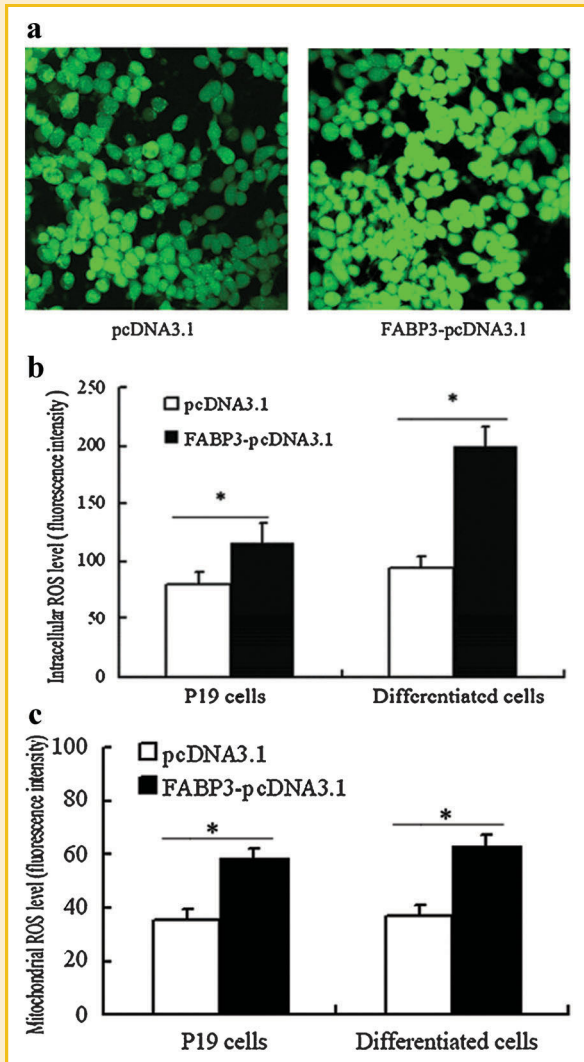 a
pcDNA3.1 FABP3-pcDNA3.1
b
Intracellular ROS level ( fluorescence intensity)
250
200
150
100
50
0
pcDNA3.1
FABP3-pcDNA3.1
*
*
P19 cells Differentiated cells
c
Mitochondrial ROS level (fluorescence intensity)
100
80
60
40
20
0
pcDNA3.1
FABP3-pcDNA3.1
*
*
P19 cells Differentiated cells